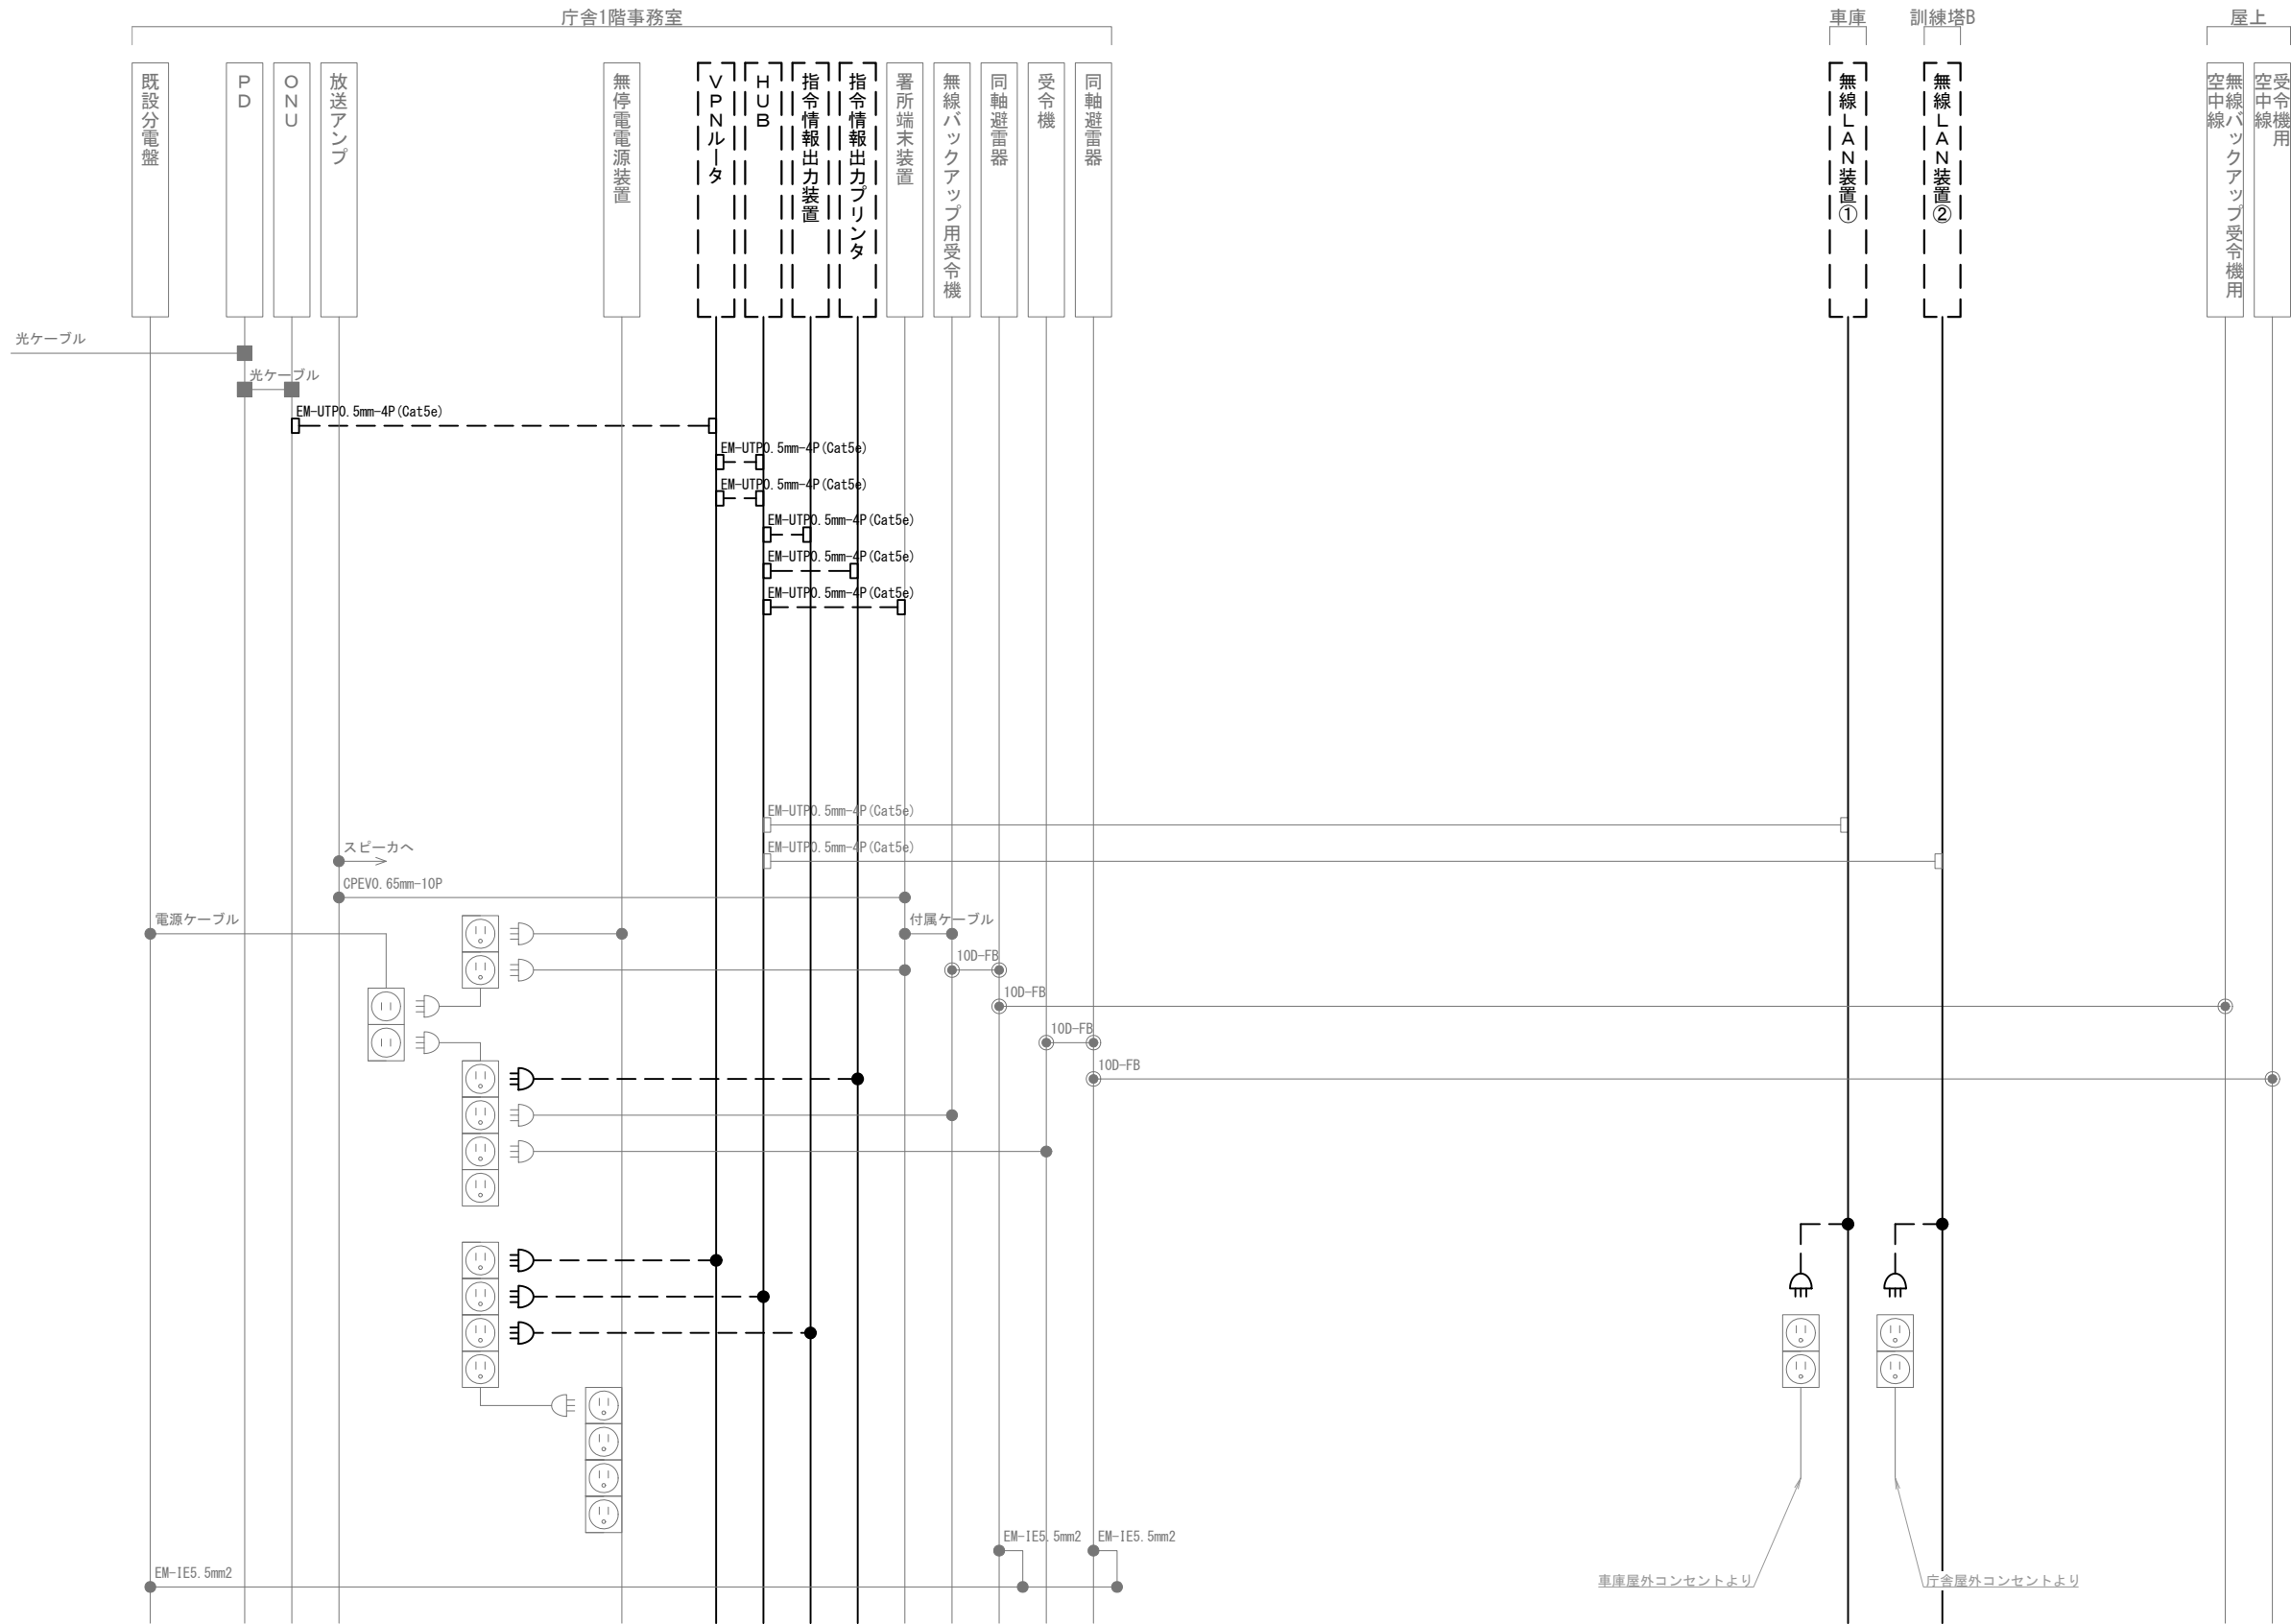 庁舎1階事務室
車庫
訓練塔B
屋上
既設分電盤
PD
ONU
放送アンプ
無停電電源装置
VPNルータ
HUB
指令情報出力装置
指令情報出力プリンタ
署所端末装置
無線バックアップ用受令機
同軸避雷器
受令機
同軸避雷器
無線LAN装置①
無線LAN装置②
無線バックアップ受令機用
空中線
受令機用
空中線
光ケーブル
光ケーブル
EM-UTP0.5mm-4P(Cat5e)
EM-UTP0.5mm-4P(Cat5e)
EM-UTP0.5mm-4P(Cat5e)
EM-UTP0.5mm-4P(Cat5e)
EM-UTP0.5mm-4P(Cat5e)
EM-UTP0.5mm-4P(Cat5e)
EM-UTP0.5mm-4P(Cat5e)
スピーカへ
EM-UTP0.5mm-4P(Cat5e)
CPEV0.65mm-10P
電源ケーブル
付属ケーブル
10D-FB
10D-FB
10D-FB
10D-FB
EM-IE5.5mm2
EM-IE5.5mm2
EM-IE5.5mm2
車庫屋外コンセントより
庁舎屋外コンセントより